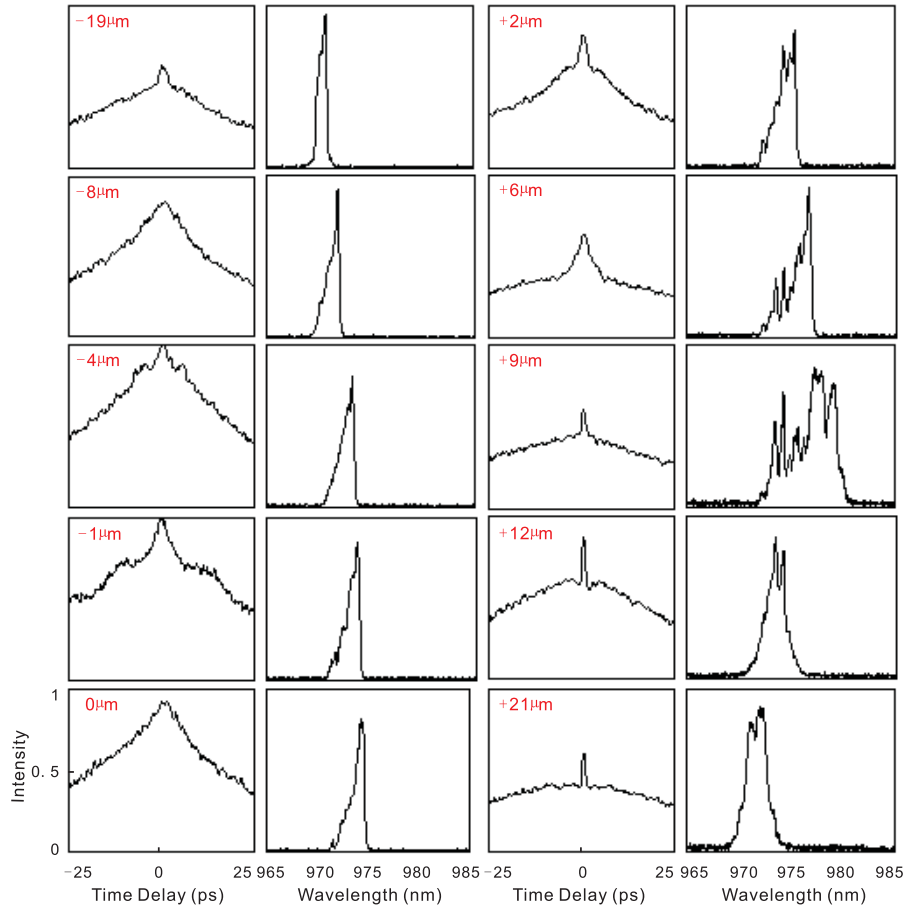 −19μm
+2μm
−8μm
+6μm
−4μm
+9μm
−1μm
+12μm
1
0μm
+21μm
Intensity
0. 5
0
−25 0 25 965 970 975 980 985 −25 0 25 965 970 975 980 985
Time Delay (ps) Wavelength (nm) Time Delay (ps) Wavelength (nm)